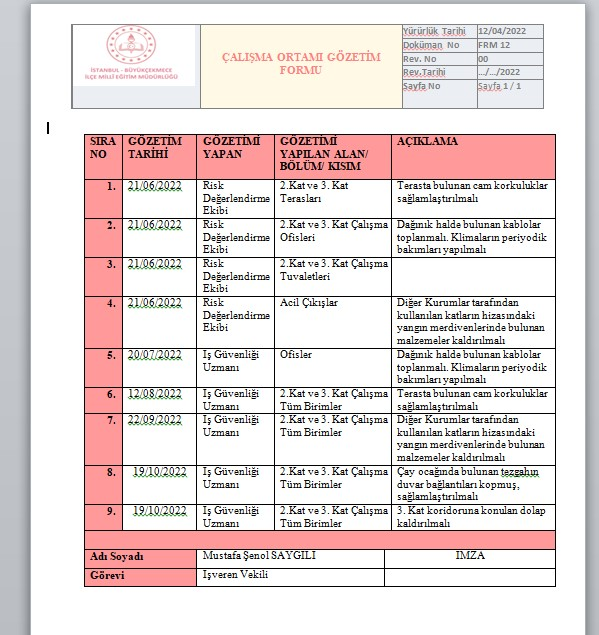 İSTANBUL - BÜYÜKÇEKMECE
İLÇE MİLLİ EĞİTİM MÜDÜRLÜĞÜ
ÇALIŞMA ORTAMI GÖZETİM
FORMU
Yürürlük Tarihi 12/04/2022
Doküman No FRM 12
Rev. No 00
Rev.Tarihi .../.../2022
Sayfa No Sayfa 1 / 1
SIRA NO GÖZETİM TARİHİ GÖZETİMİ YAPAN GÖZETİMİ YAPILAN ALAN/ BÖLÜM/ KISIM AÇIKLAMA
1. 21/06/2022 Risk Değerlendirme Ekibi 2.Kat ve 3. Kat Terasları Terasta bulunan cam korkuluklar sağlamlaştırılmalı
2. 21/06/2022 Risk Değerlendirme Ekibi 2.Kat ve 3. Kat Çalışma Ofisleri Dağınık halde bulunan kablolar toplanmalı. Klimaların periyodik bakımları yapılmalı
3. 21/06/2022 Risk Değerlendirme Ekibi 2.Kat ve 3. Kat Çalışma Tuvaletleri
4. 21/06/2022 Risk Değerlendirme Ekibi Acil Çıkışlar Diğer Kurumlar tarafından kullanılan katların hizasındaki yangın merdivenlerinde bulunan malzemeler kaldırılmalı
5. 20/07/2022 İş Güvenliği Uzmanı Ofisler Dağınık halde bulunan kablolar toplanmalı. Klimaların periyodik bakımları yapılmalı
6. 12/08/2022 İş Güvenliği Uzmanı 2.Kat ve 3. Kat Çalışma Tüm Birimler Terasta bulunan cam korkuluklar sağlamlaştırılmalı
7. 22/09/2022 İş Güvenliği Uzmanı 2.Kat ve 3. Kat Çalışma Tüm Birimler Diğer Kurumlar tarafından kullanılan katların hizasındaki yangın merdivenlerinde bulunan malzemeler kaldırılmalı
8. 19/10/2022 İş Güvenliği Uzmanı 2.Kat ve 3. Kat Çalışma Tüm Birimler Çay ocağında bulunan tezgahın duvar bağlantıları kopmuş, sağlamlaştırılmalı
9. 19/10/2022 İş Güvenliği Uzmanı 2.Kat ve 3. Kat Çalışma Tüm Birimler 3. Kat koridoruna konulan dolap kaldırılmalı
Adı Soyadı Mustafa Şenol SAYGILI İMZA
Görevi İşveren Vekili